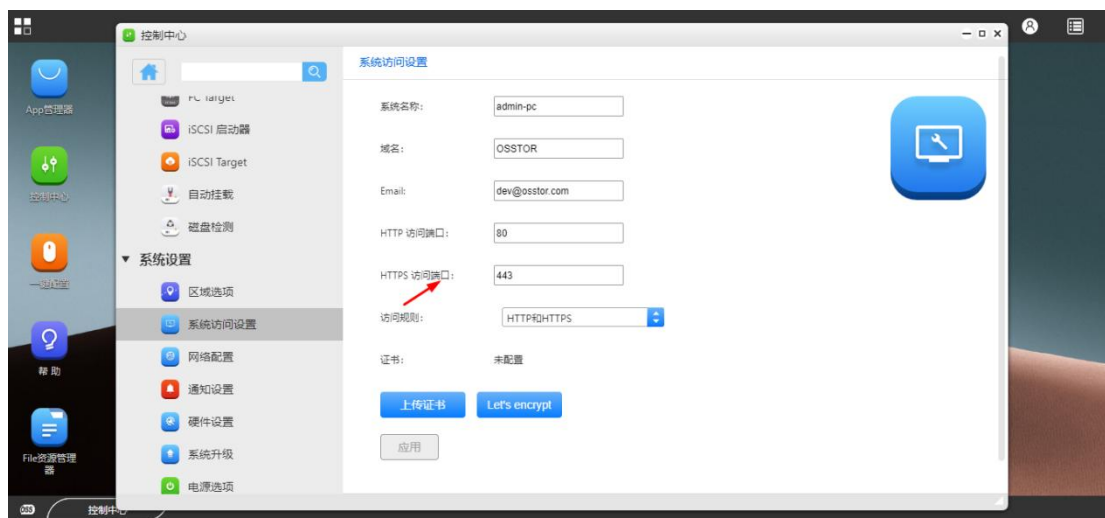 控制中心
App管理器
控制中心
一键配置
帮 助
File资源管理
器
FC Target
iSCSI 启动器
iSCSI Target
自动挂载
磁盘检测
系统设置
区域选项
系统访问设置
网络配置
通知设置
硬件设置
系统升级
电源选项
系统访问设置
系统名称: admin-pc
域名: OSSTOR
Email: dev@osstor.com
HTTP 访问端口: 80
HTTPS 访问端口: 443
访问规则: HTTP和HTTPS
证书: 未配置
上传证书 Let's encrypt
应用
OSS 控制中心